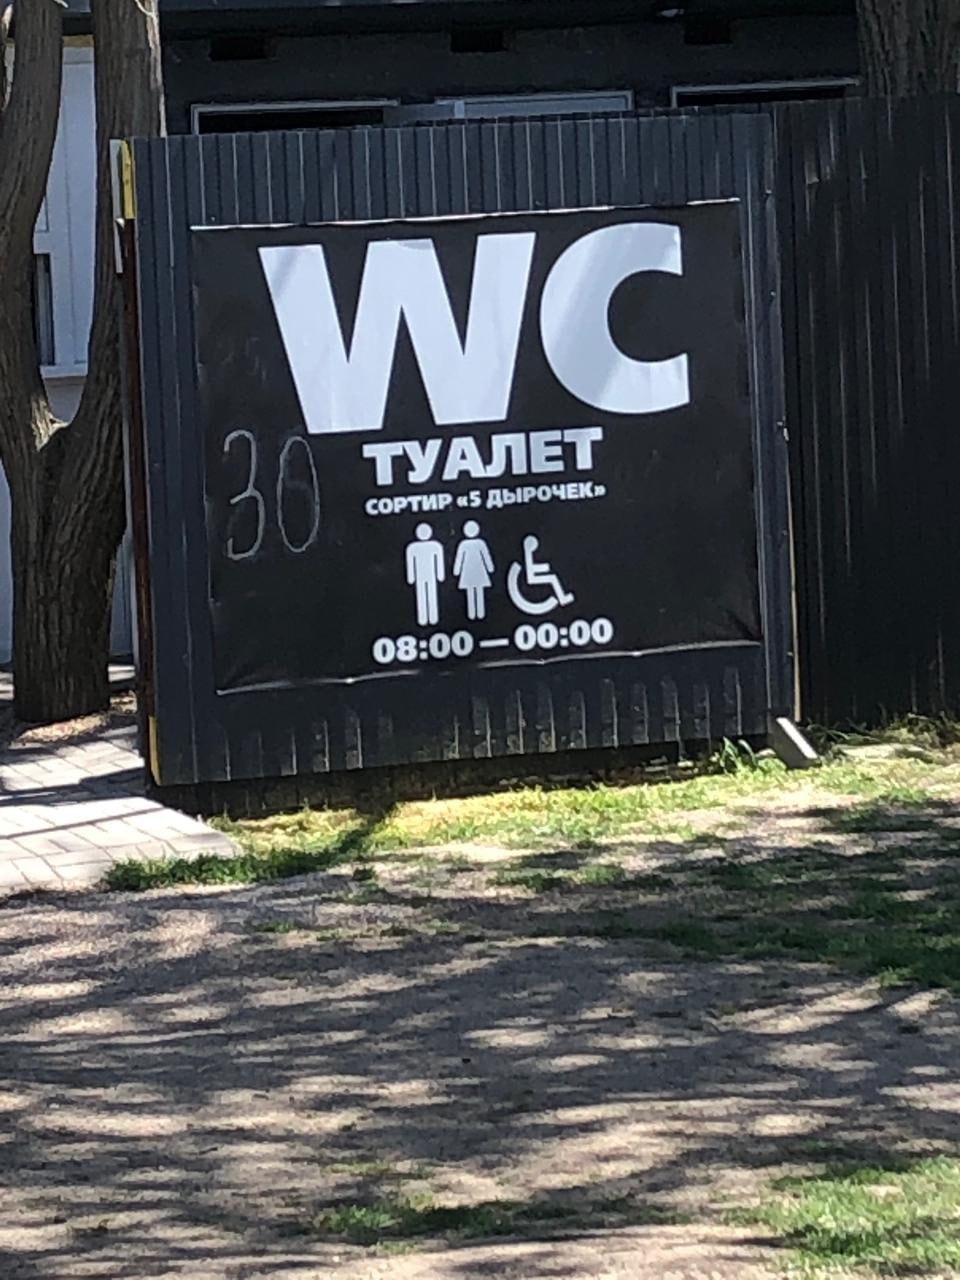 WC
ТУАЛЕТ
СОРТИР «5 ДЫРОЧЕК»
30
08:00 — 00:00